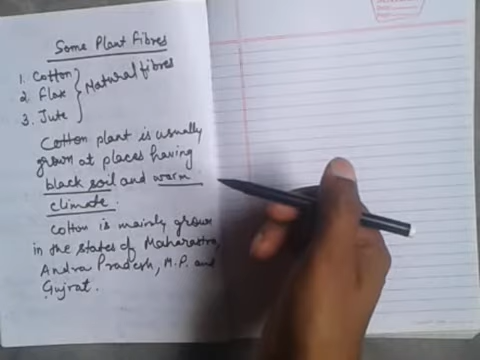 Some Plant Fibres
1. Cotton
2. Flax
3. Jute
Natural fibres
Cotton plant is usually
grown at places having
black soil and warm
climate.
Cotton is mainly grown
in the states of Maharastra,
Andra Pradesh, M.P. and
Gujrat.